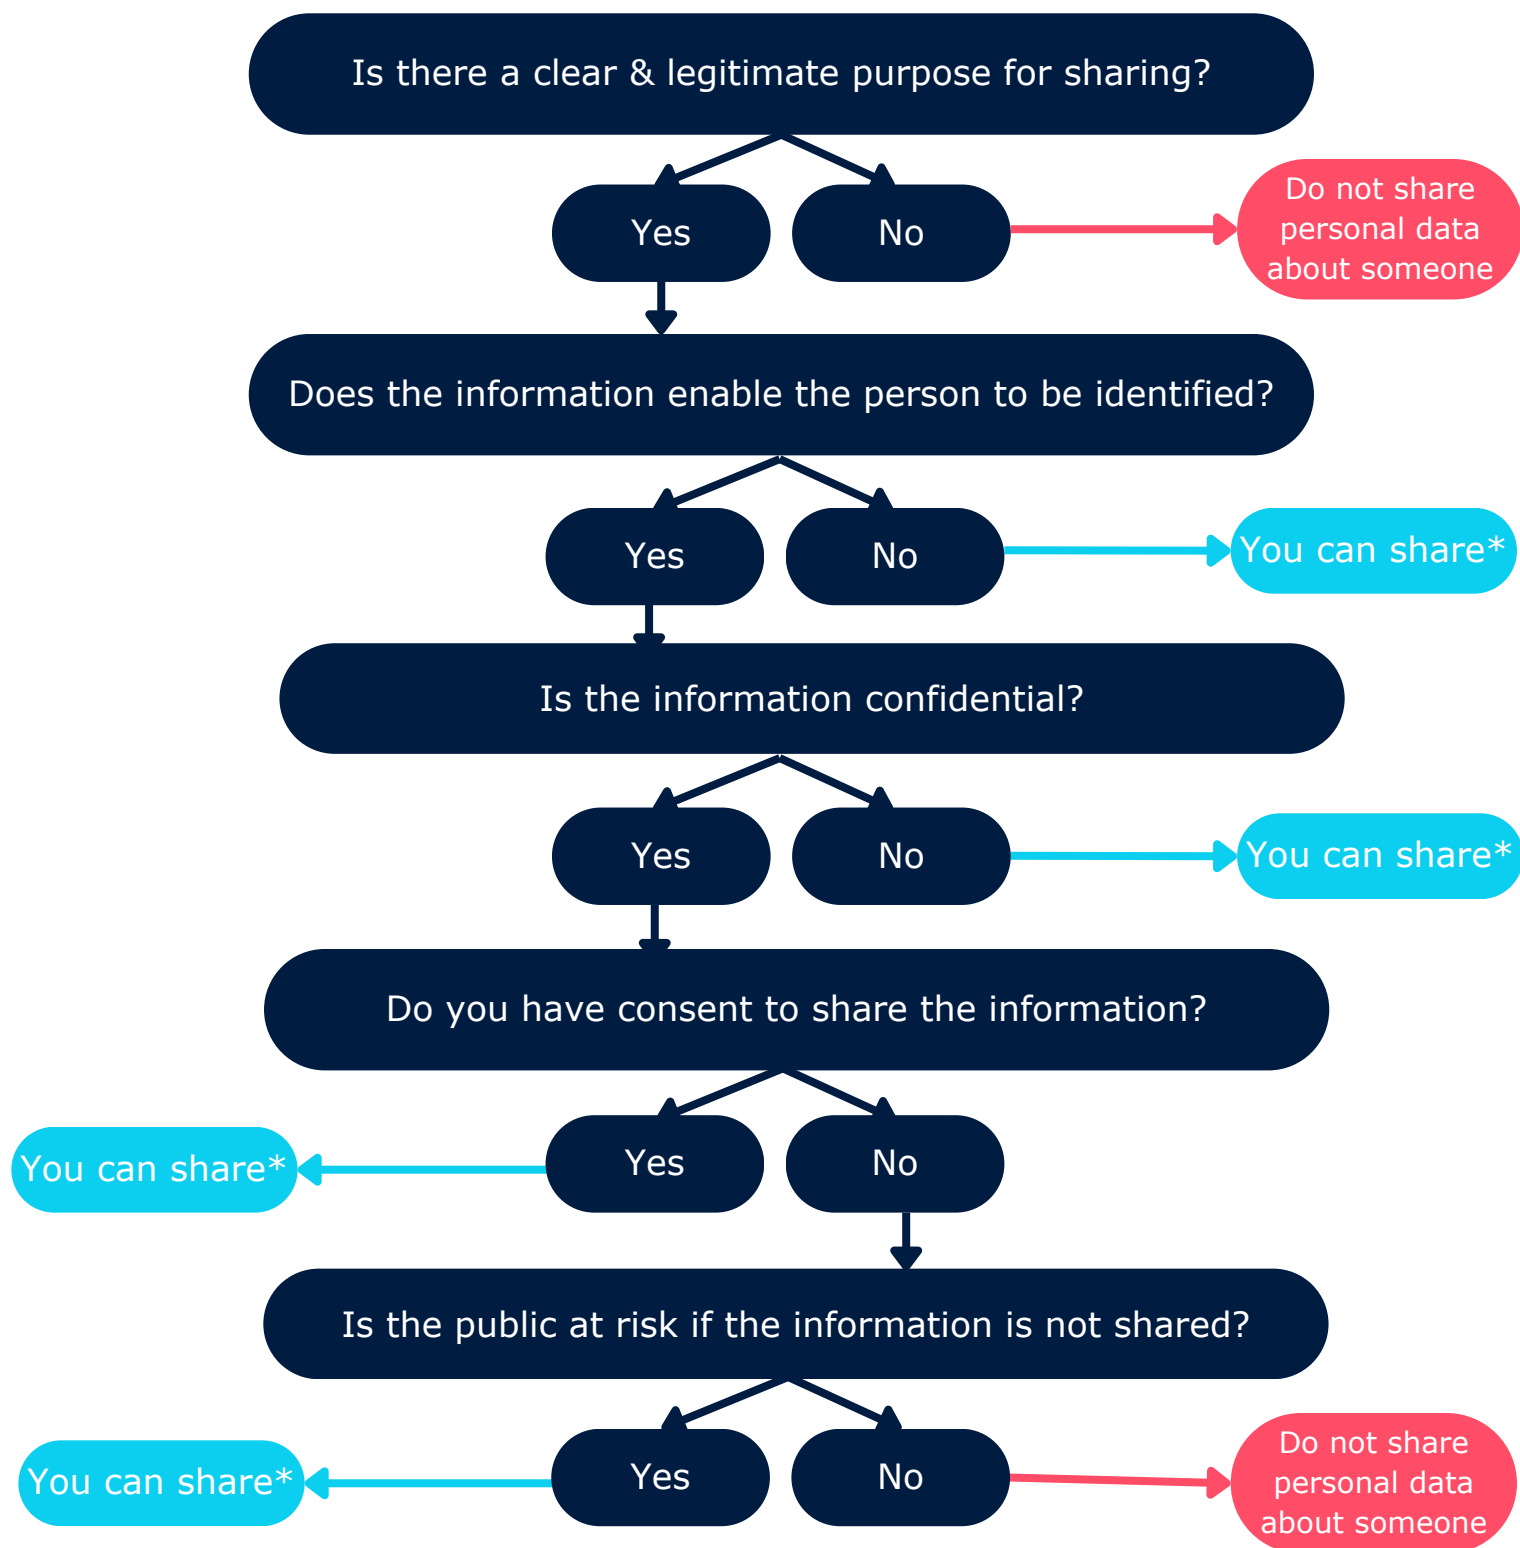 Is there a clear & legitimate purpose for sharing?
Yes
No
Do not share
personal data
about someone
Does the information enable the person to be identified?
Yes
No
You can share*
Is the information confidential?
Yes
No
You can share*
Do you have consent to share the information?
You can share*
Yes
No
Is the public at risk if the information is not shared?
You can share*
Yes
No
Do not share
personal data
about someone